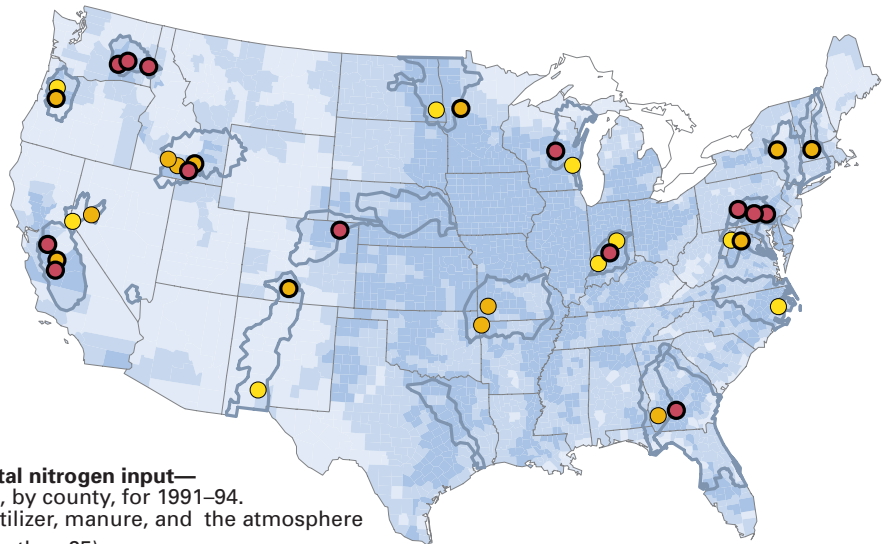 tal nitrogen input—
, by county, for 1991–94.
tilizer, manure, and the atmosphere